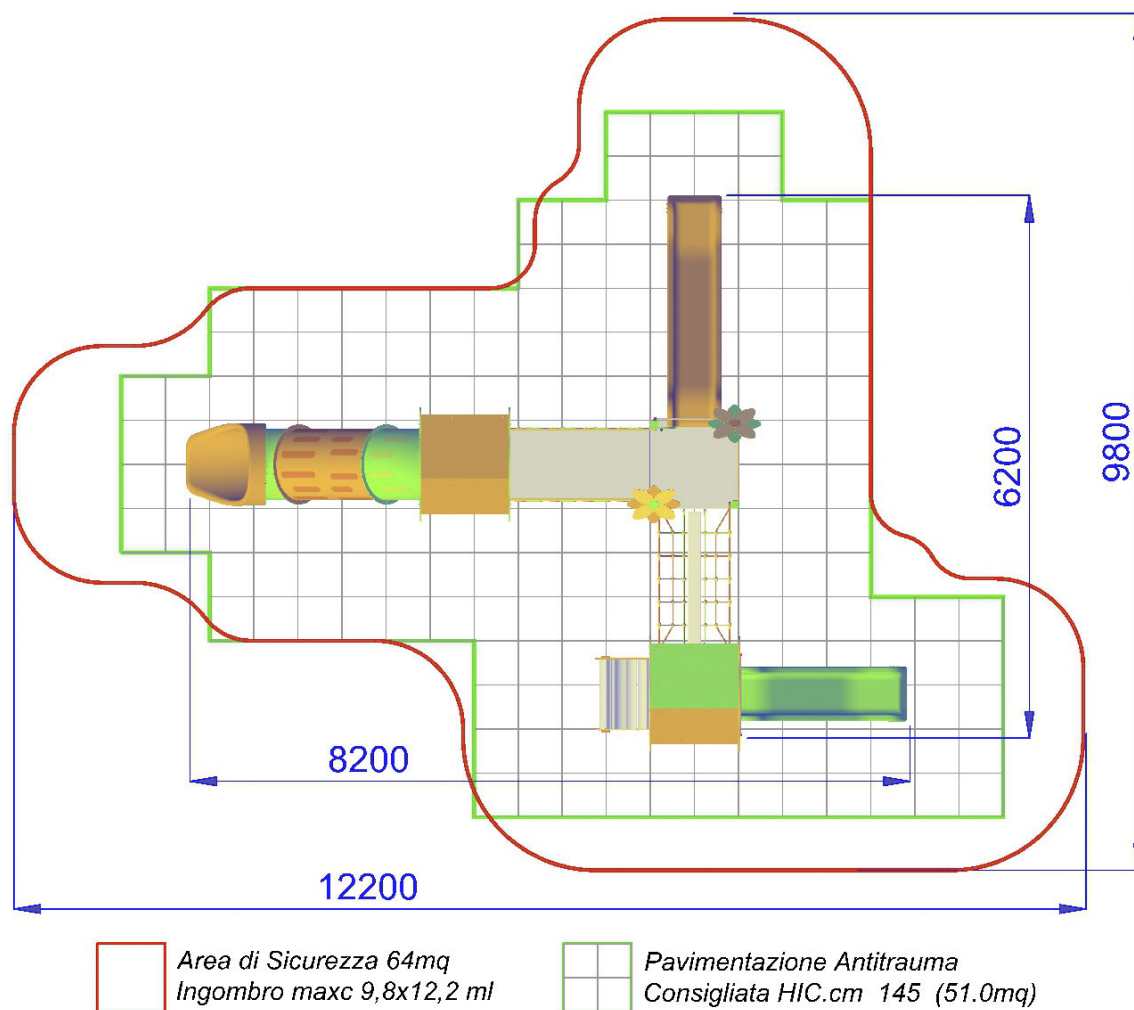 9800
6200
8200
12200
Area di Sicurezza 64mq
Ingombro maxc 9,8x12,2 ml
Pavimentazione Antitrauma
Consigliata HIC.cm 145 (51.0mq)